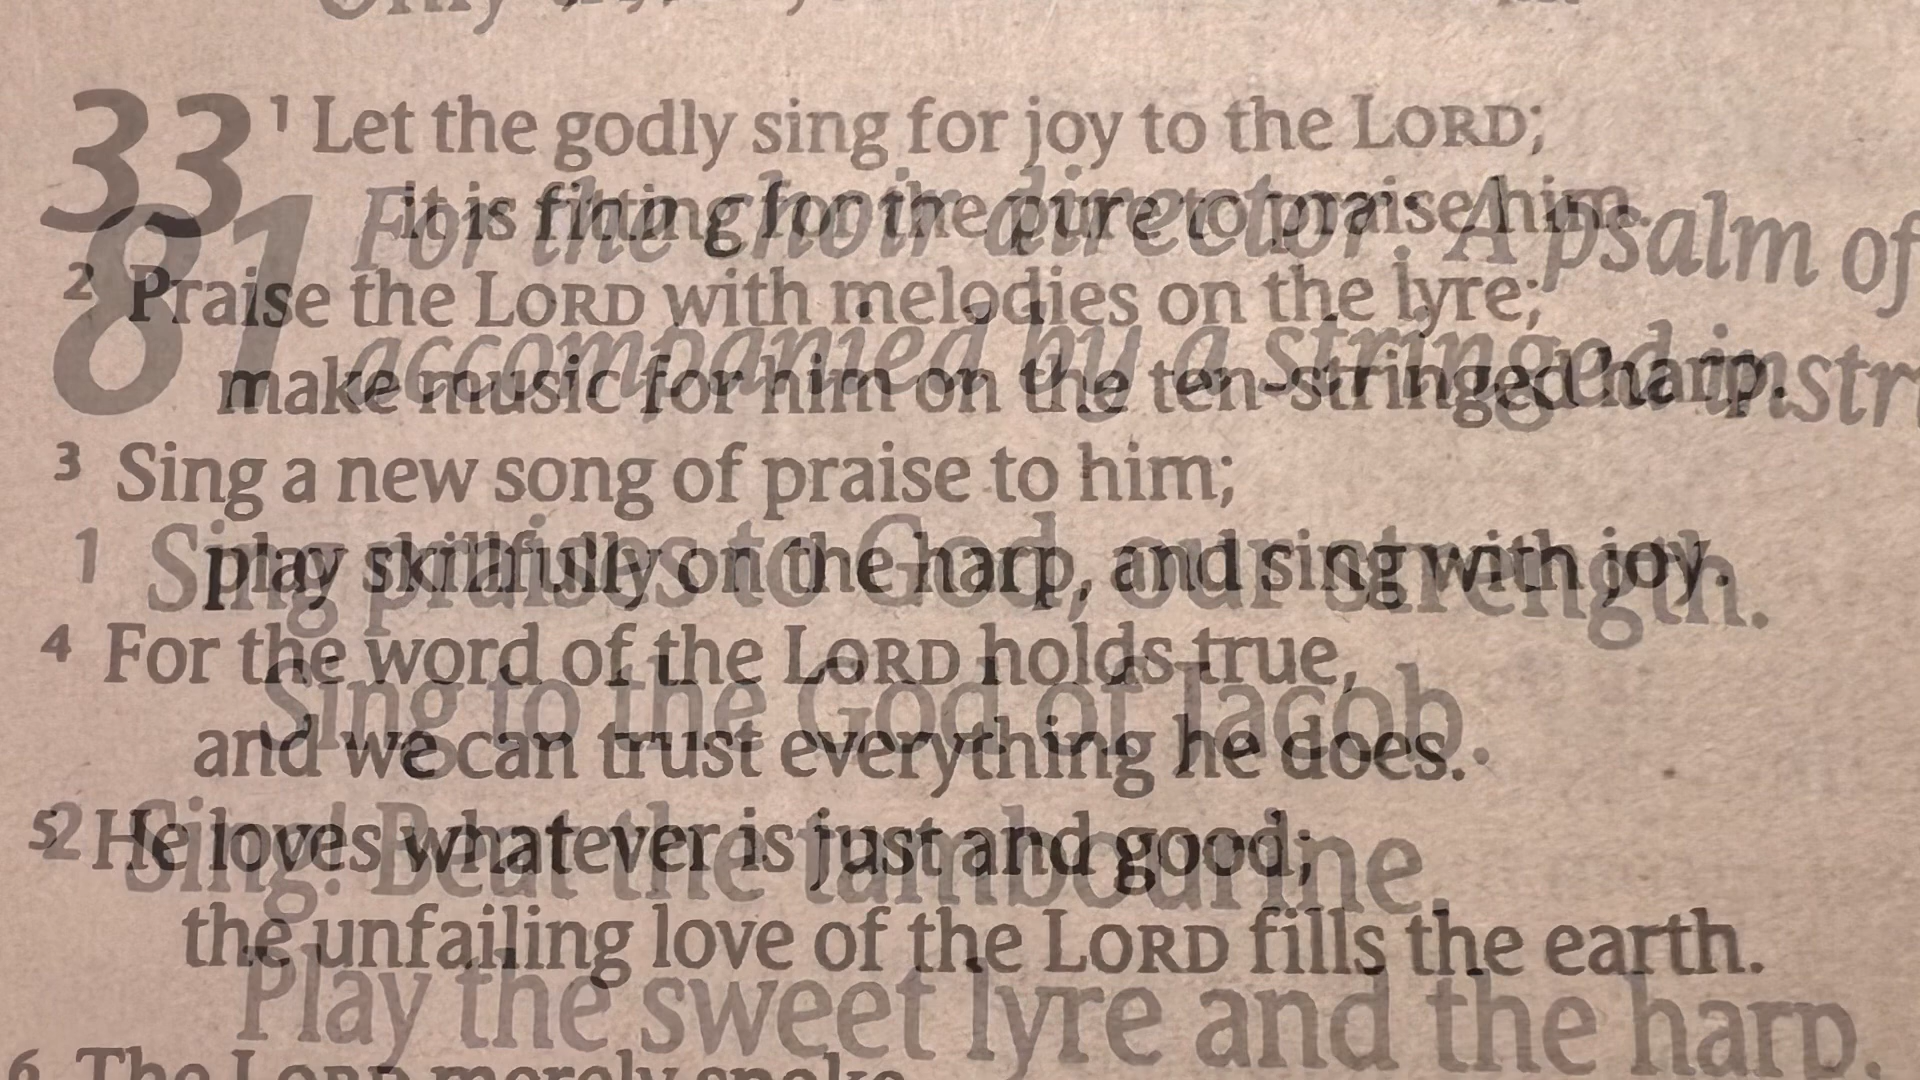 33 1 Let the godly sing for joy to the LORD;
it is fitting for the pure to praise him.
2 Praise the LORD with melodies on the lyre;
make music for him on the ten-stringed harp.
3 Sing a new song of praise to him;
play skillfully on the harp, and sing with joy.
4 For the word of the LORD holds true,
and we can trust everything he does.
5 He loves whatever is just and good;
the unfailing love of the LORD fills the earth.
6 The LORD merely spoke
81 For the choir director: A psalm of
accompanied by a stringed
1 Sing praises to God, our strength.
Sing to the God of Jacob.
2 Sing! Beat the tambourine.
Play the sweet lyre and the harp.